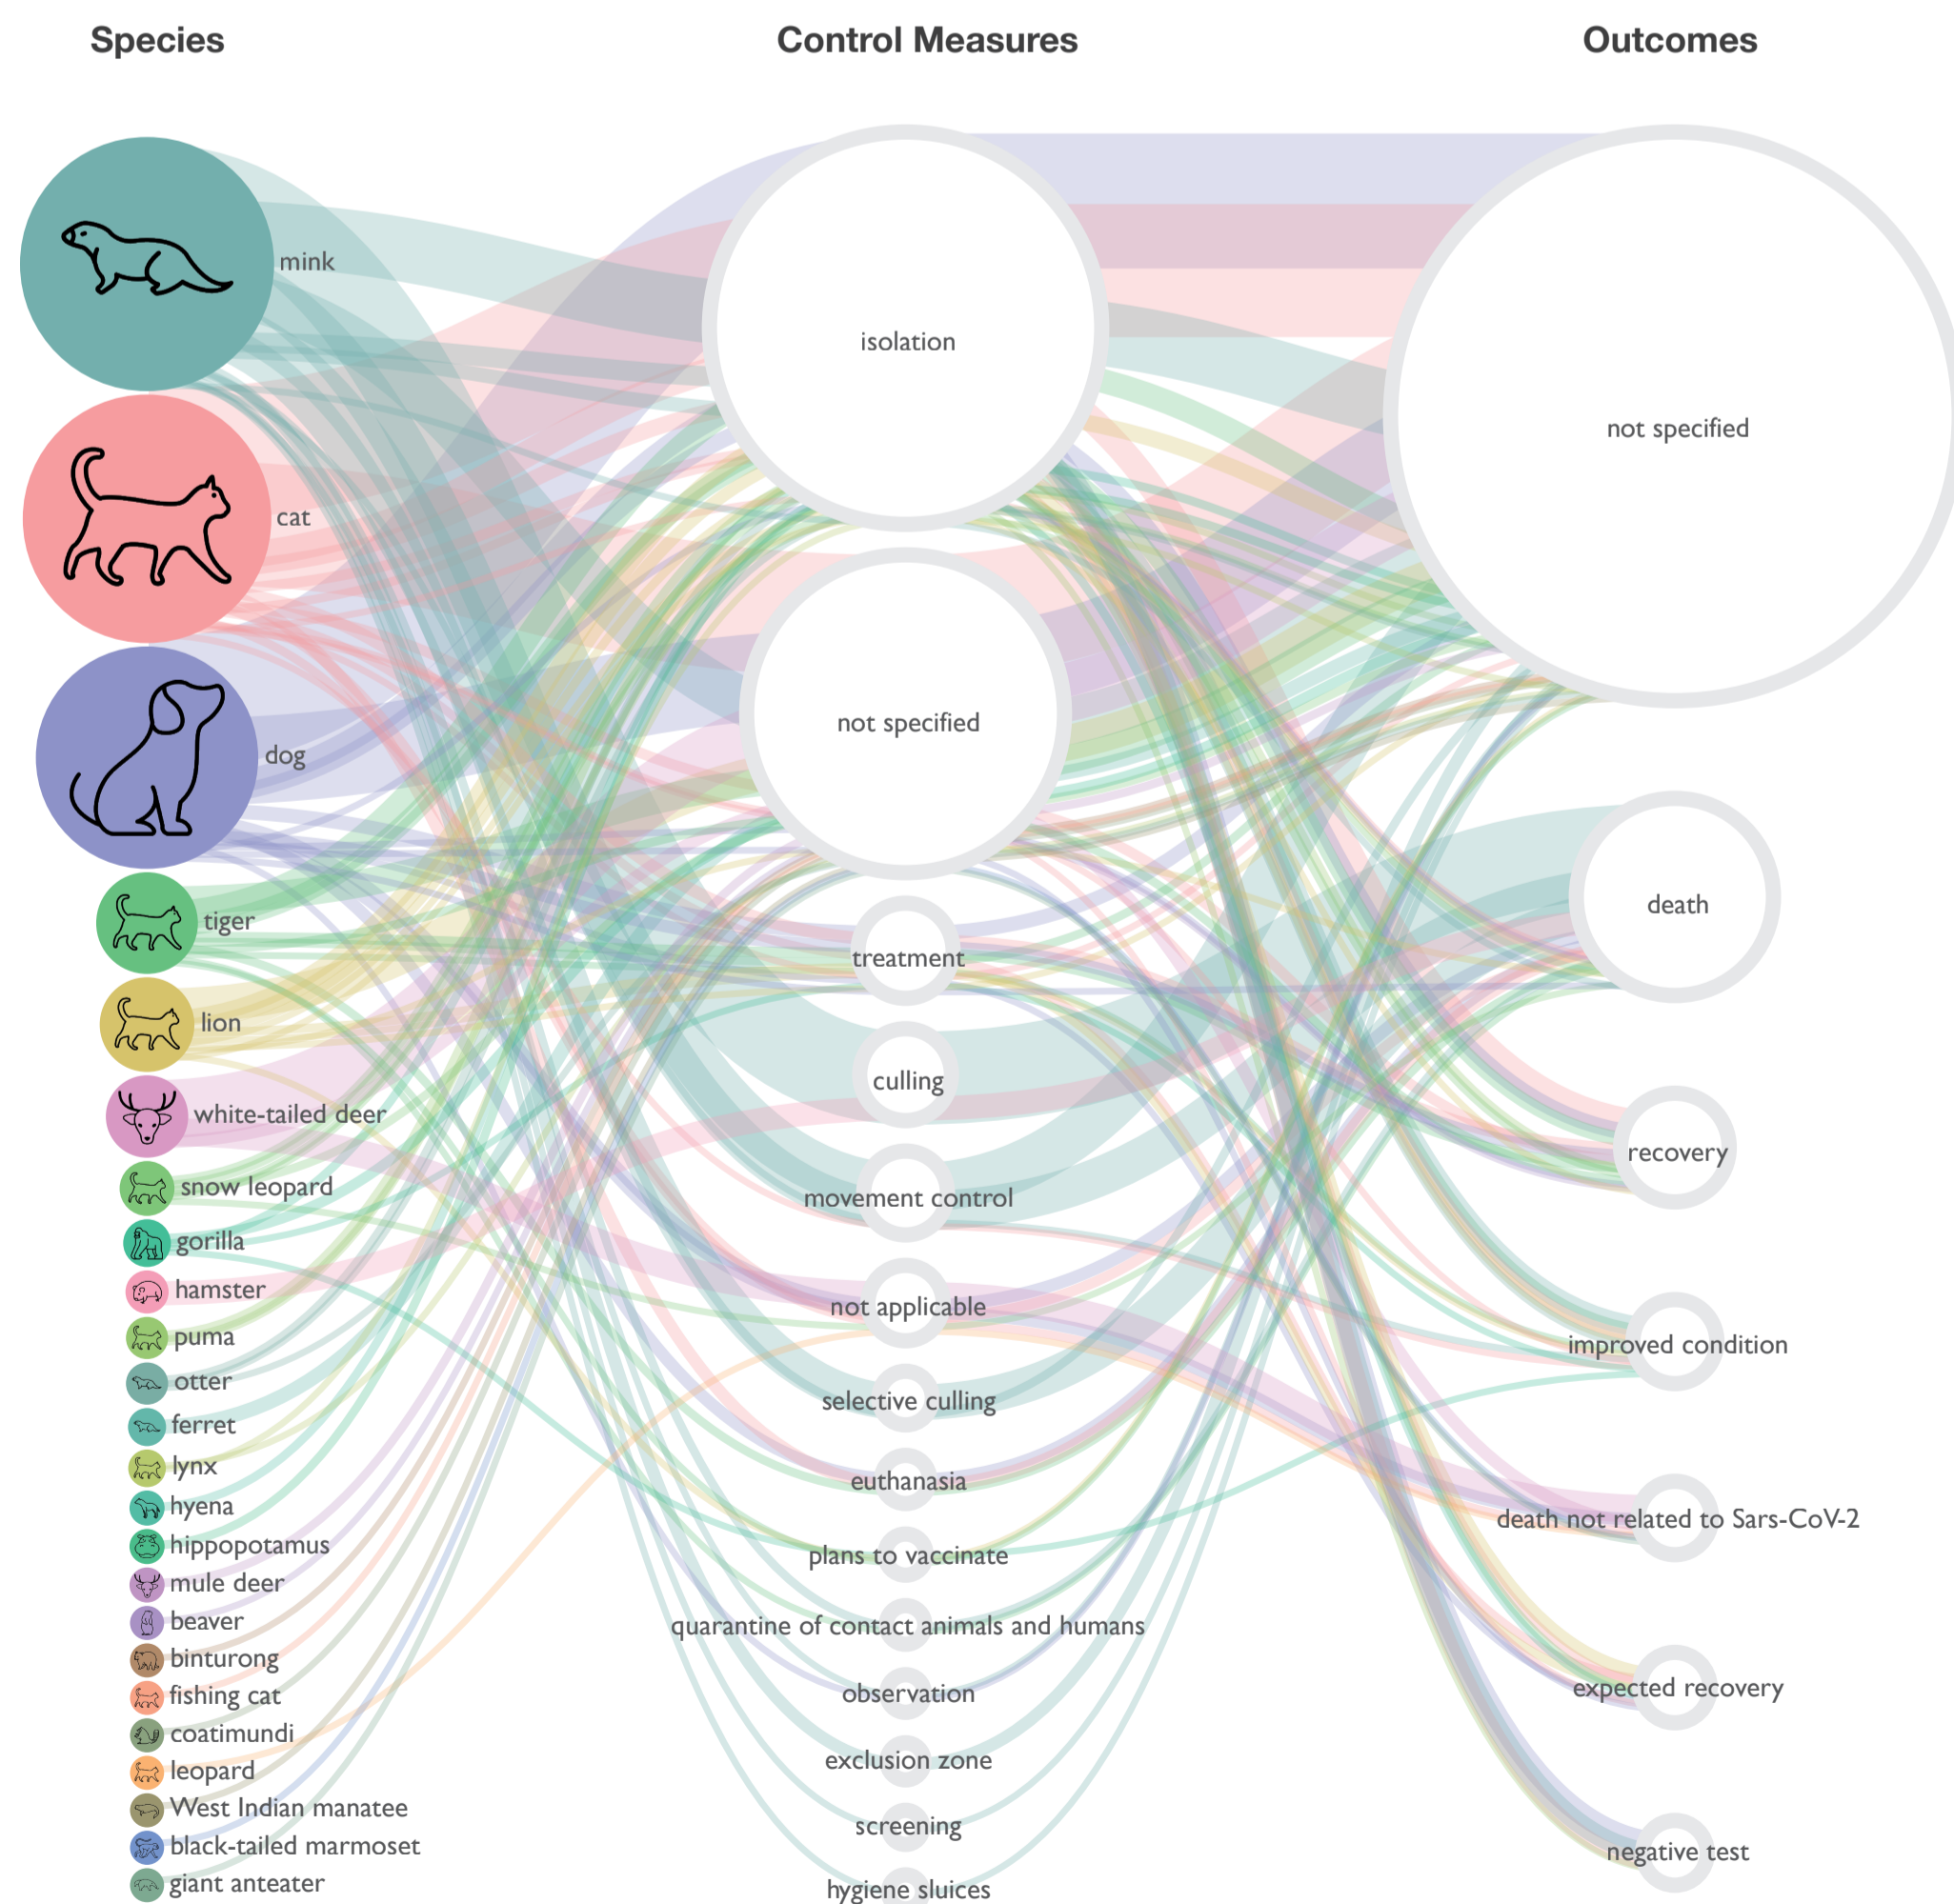 Species
Control Measures
Outcomes
mink
cat
dog
tiger
lion
white-tailed deer
snow leopard
gorilla
hamster
puma
otter
ferret
lynx
hyena
hippopotamus
mule deer
beaver
binturong
fishing cat
coatimundi
leopard
West Indian manatee
black-tailed marmoset
giant anteater
isolation
not specified
treatment
culling
movement control
not applicable
selective culling
euthanasia
plans to vaccinate
quarantine of contact animals and humans
observation
exclusion zone
screening
hygiene sluices
not specified
death
recovery
improved condition
death not related to Sars-CoV-2
expected recovery
negative test